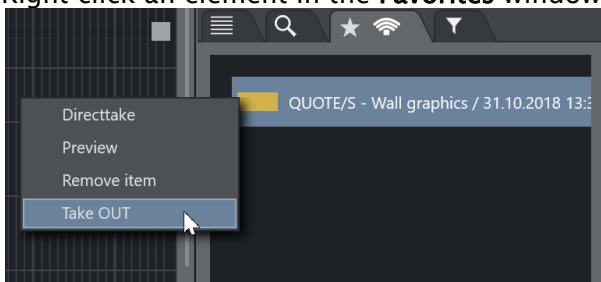 Right click an element in the Favorites window
QUOTE/S - Wall graphics / 31.10.2018 13:3
Directtake
Preview
Remove item
Take OUT